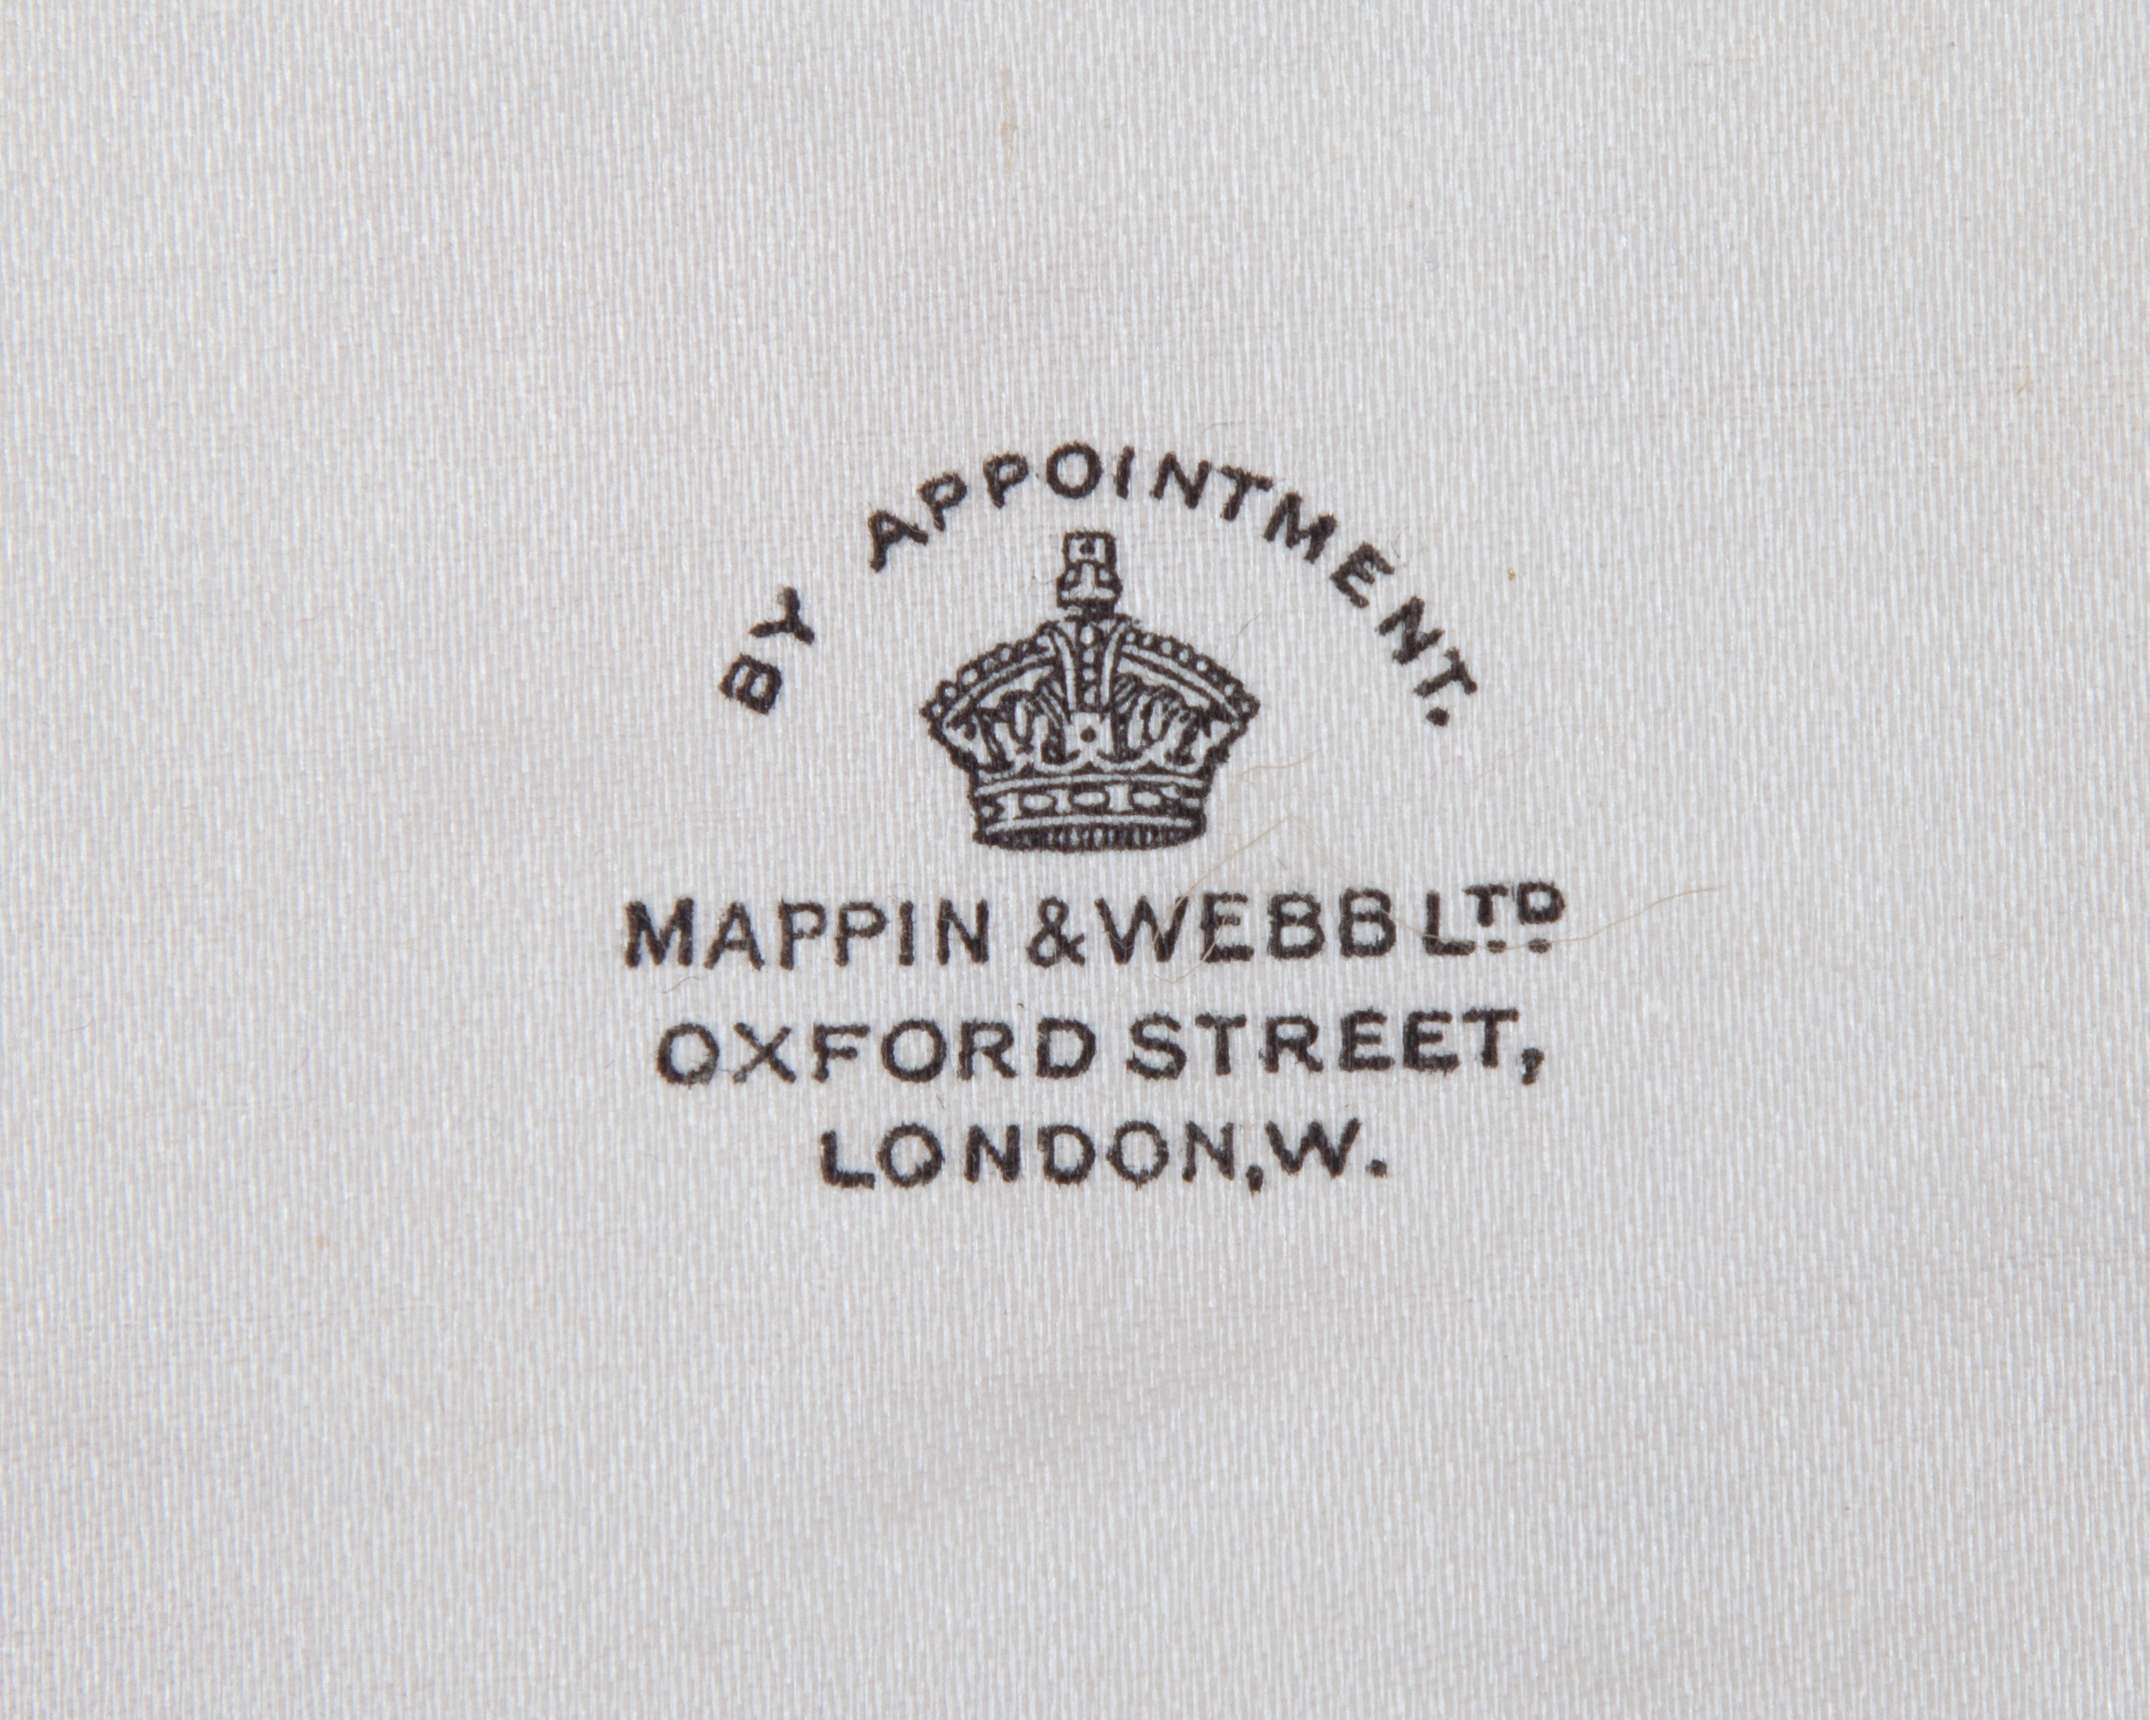 BY APPOINTMENT.
MAPPIN & WEBB LTD
OXFORD STREET,
LONDON, W.